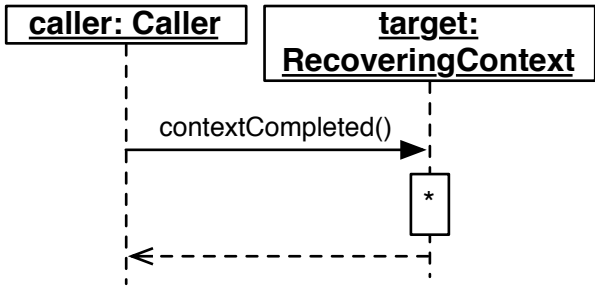 caller: Caller
target:
RecoveringContext
contextCompleted()
*